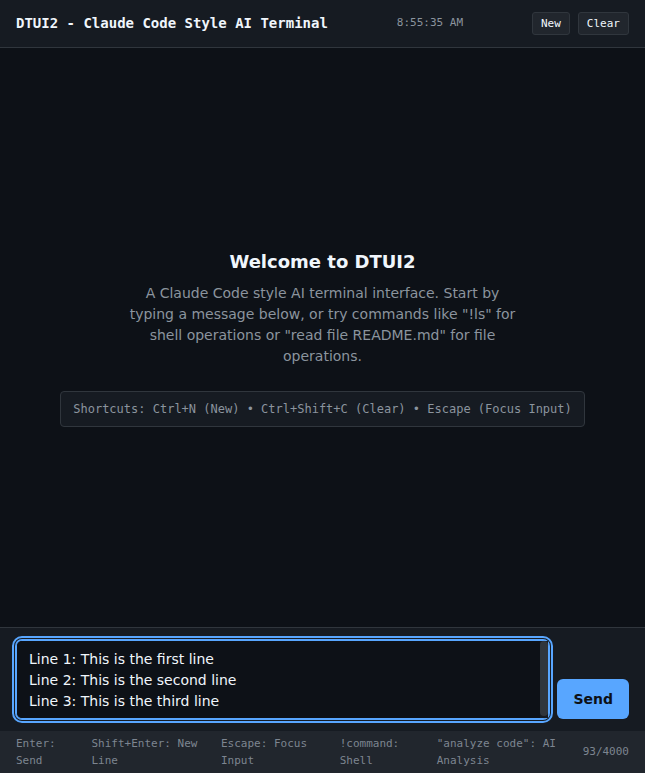 DTUI2 - Claude Code Style AI Terminal
8:55:35 AM
New
Clear
Welcome to DTUI2
A Claude Code style AI terminal interface. Start by
typing a message below, or try commands like "!ls" for
shell operations or "read file README.md" for file
operations.
Shortcuts: Ctrl+N (New) • Ctrl+Shift+C (Clear) • Escape (Focus Input)
Line 1: This is the first line
Line 2: This is the second line
Line 3: This is the third line
Send
Enter:
Send
Shift+Enter: New
Line
Escape: Focus
Input
!command:
Shell
"analyze code": AI
Analysis
93/4000